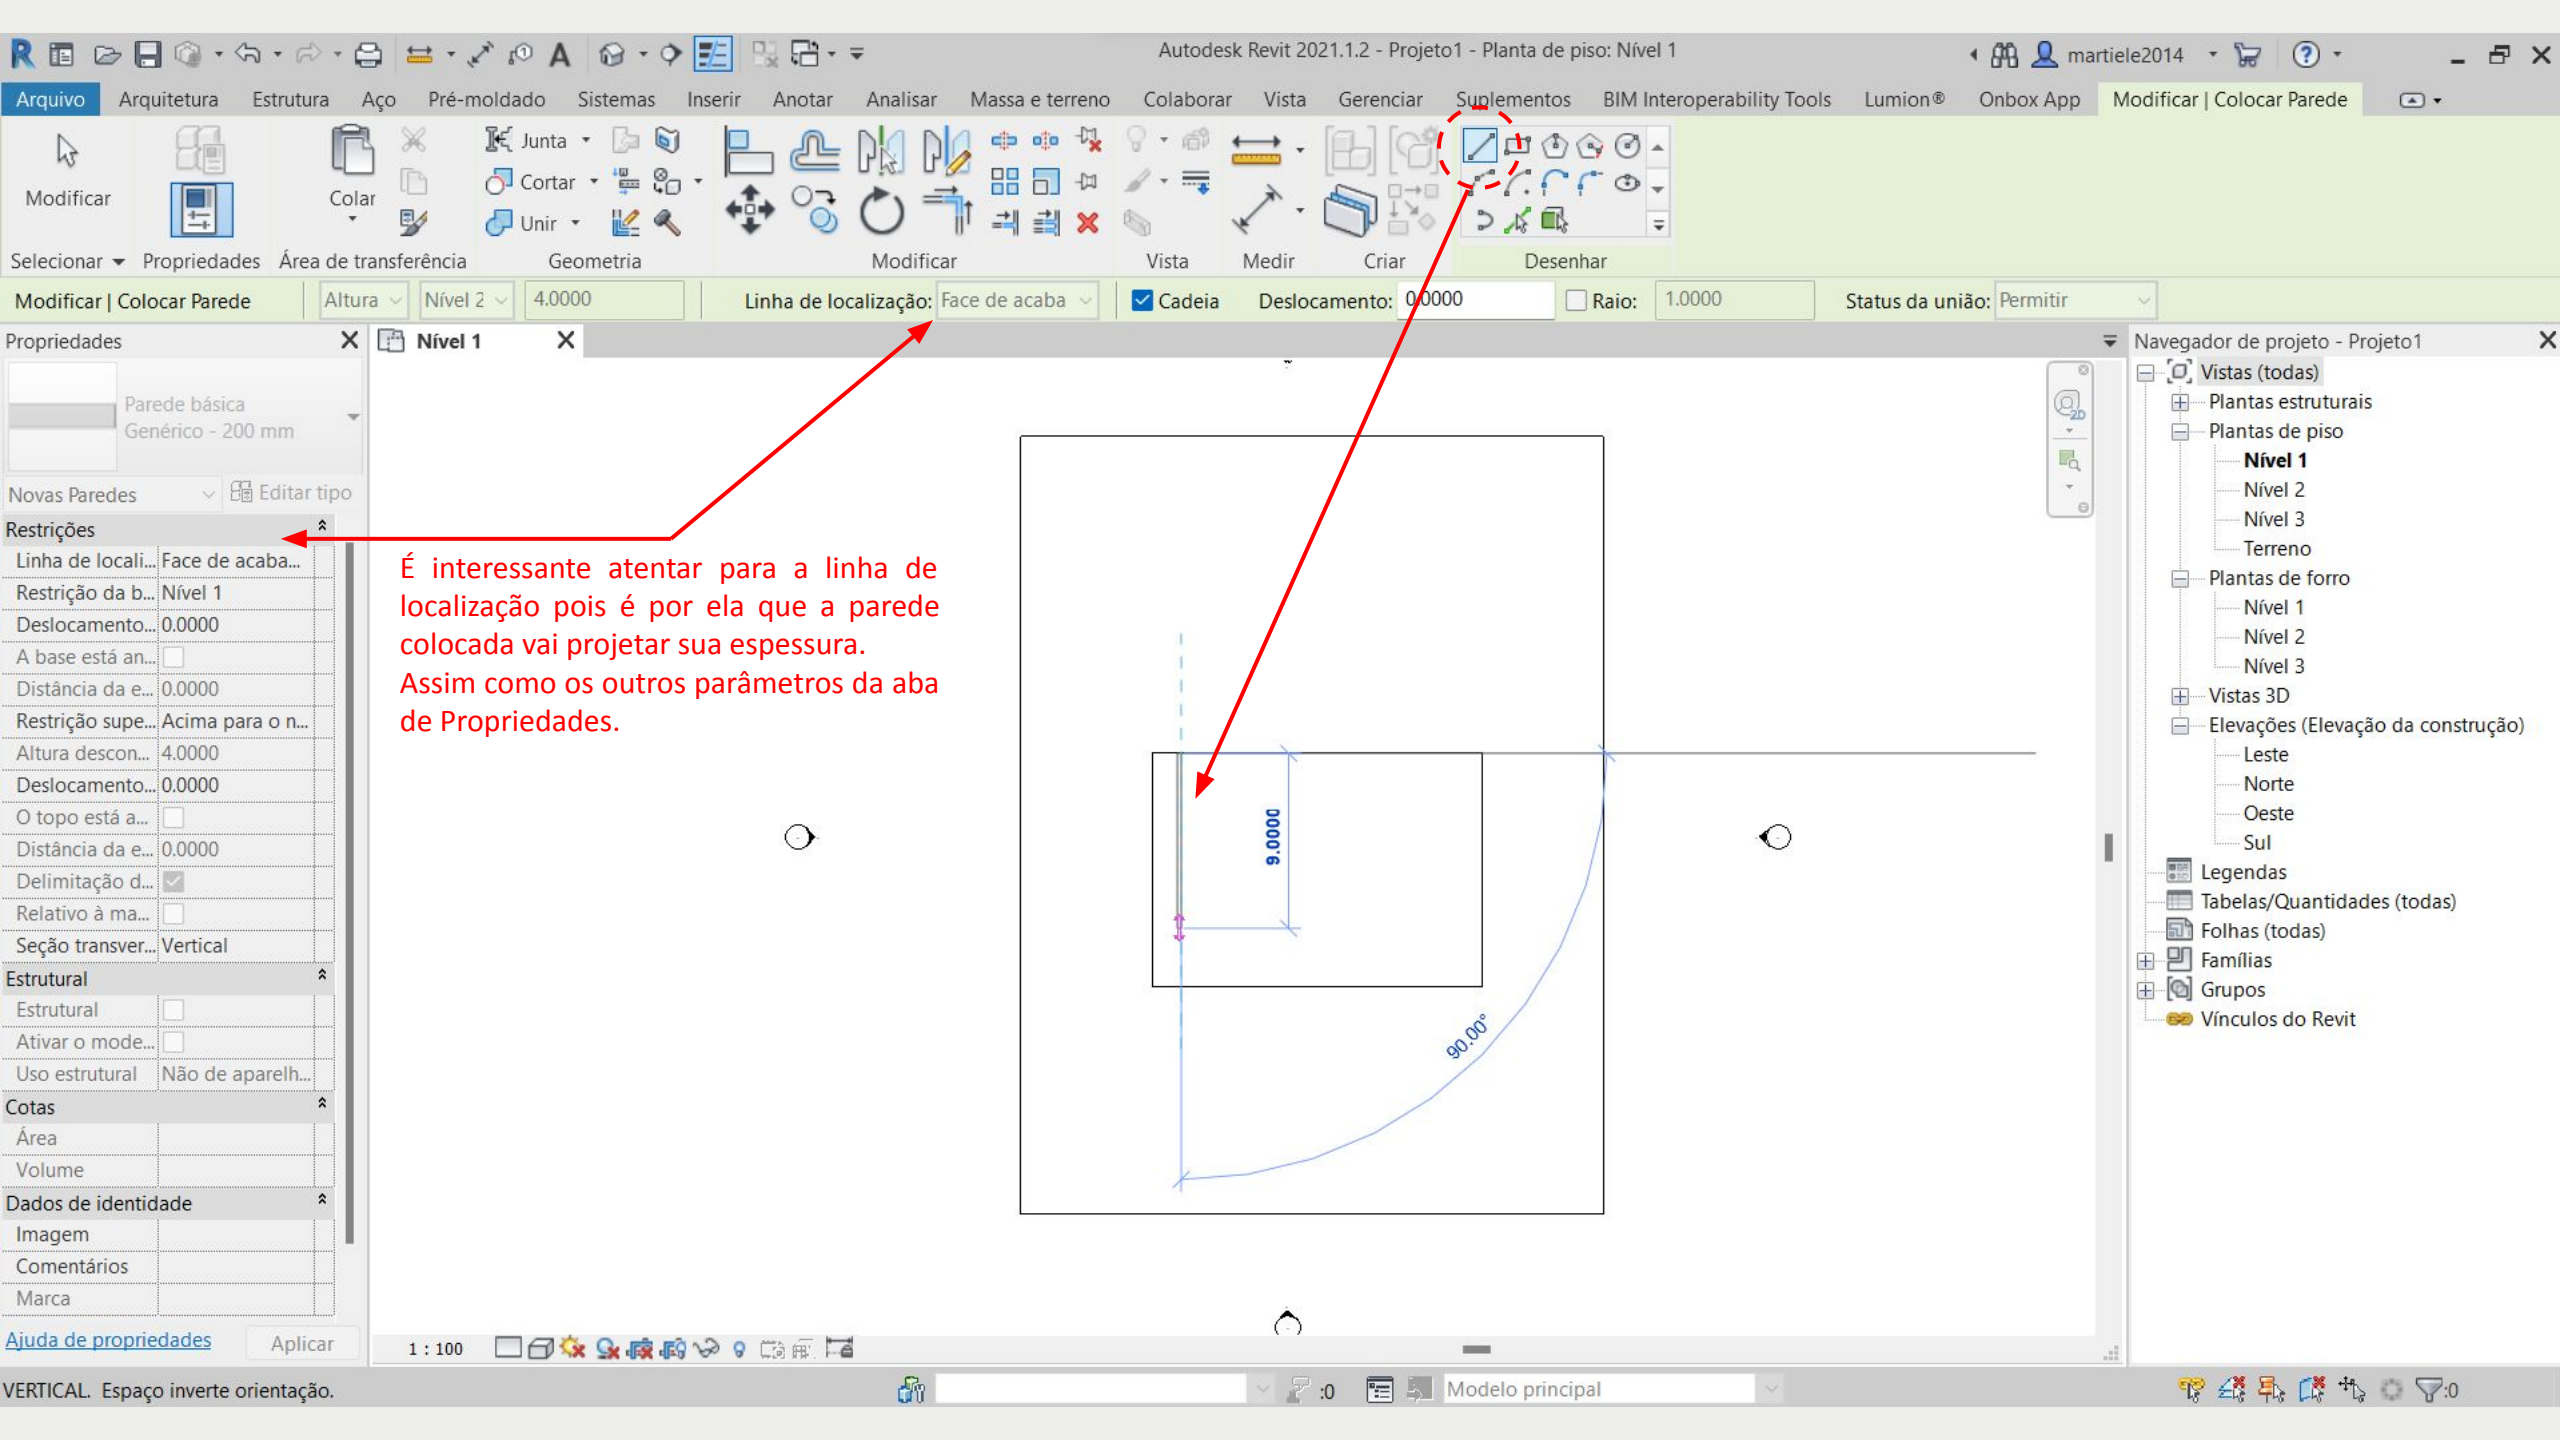 Autodesk Revit 2021.1.2 - Projeto1 - Planta de piso: Nível 1
martiele2014
Arquivo Arquitetura Estrutura Aço Pré-moldado Sistemas Inserir Anotar Analisar Massa e terreno Colaborar Vista Gerenciar Suplementos BIM Interoperability Tools Lumion® Onbox App Modificar | Colocar Parede
Modificar
Colar
Junta
Cortar
Unir
Selecionar Propriedades Área de transferência Geometria Modificar Vista Medir Criar Desenhar
Modificar | Colocar Parede Altura Nível 2 4.0000 Linha de localização: Face de acaba Cadeia Deslocamento: 0.0000 Raio: 1.0000 Status da união: Permitir
Propriedades
Parede básica
Genérico - 200 mm
Novas Paredes Editar tipo
Restrições
Linha de locali... Face de acaba...
Restrição da b... Nível 1
Deslocamento... 0.0000
A base está an...
Distância da e... 0.0000
Restrição supe... Acima para o n...
Altura descon... 4.0000
Deslocamento... 0.0000
O topo está a...
Distância da e... 0.0000
Delimitação d...
Relativo à ma...
Seção transver... Vertical
Estrutural
Estrutural
Ativar o mode...
Uso estrutural Não de aparelh...
Cotas
Área
Volume
Dados de identidade
Imagem
Comentários
Marca
Ajuda de propriedades Aplicar
Nível 1
É interessante atentar para a linha de
localização pois é por ela que a parede
colocada vai projetar sua espessura.
Assim como os outros parâmetros da aba
de Propriedades.
9.0000
90.00°
2D
1 : 100
Navegador de projeto - Projeto1
Vistas (todas)
Plantas estruturais
Plantas de piso
Nível 1
Nível 2
Nível 3
Terreno
Plantas de forro
Nível 1
Nível 2
Nível 3
Vistas 3D
Elevações (Elevação da construção)
Leste
Norte
Oeste
Sul
Legendas
Tabelas/Quantidades (todas)
Folhas (todas)
Famílias
Grupos
Vínculos do Revit
VERTICAL. Espaço inverte orientação.
:0
Modelo principal
:0